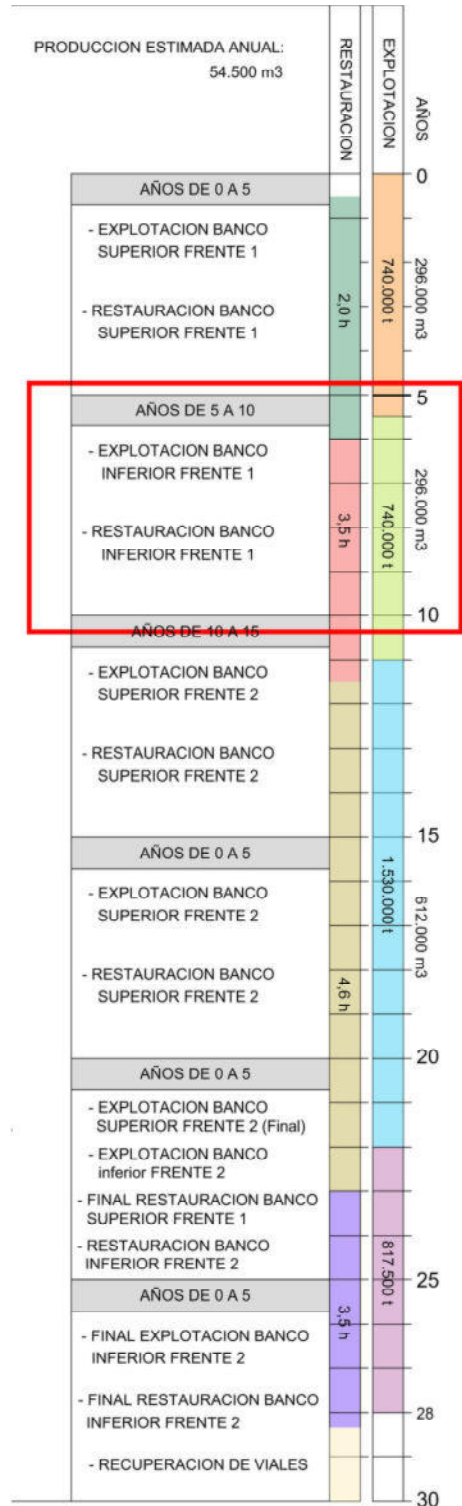 PRODUCCION ESTIMADA ANUAL:
54.500 m3
RESTAURACION
EXPLOTACION
AÑOS
0
AÑOS DE 0 A 5
- EXPLOTACION BANCO
SUPERIOR FRENTE 1
- RESTAURACION BANCO
SUPERIOR FRENTE 1
2,0 h
740.000 t
296.000 m3
5
AÑOS DE 5 A 10
- EXPLOTACION BANCO
INFERIOR FRENTE 1
- RESTAURACION BANCO
INFERIOR FRENTE 1
3,5 h
740.000 t
296.000 m3
10
AÑOS DE 10 A 15
- EXPLOTACION BANCO
SUPERIOR FRENTE 2
- RESTAURACION BANCO
SUPERIOR FRENTE 2
15
AÑOS DE 0 A 5
- EXPLOTACION BANCO
SUPERIOR FRENTE 2
- RESTAURACION BANCO
SUPERIOR FRENTE 2
4,6 h
1.530.000 t
612.000 m3
20
AÑOS DE 0 A 5
- EXPLOTACION BANCO
SUPERIOR FRENTE 2 (Final)
- EXPLOTACION BANCO
inferior FRENTE 2
- FINAL RESTAURACION BANCO
SUPERIOR FRENTE 1
- RESTAURACION BANCO
INFERIOR FRENTE 2
817.500 t
25
AÑOS DE 0 A 5
- FINAL EXPLOTACION BANCO
INFERIOR FRENTE 2
3,5 h
- FINAL RESTAURACION BANCO
INFERIOR FRENTE 2
28
- RECUPERACION DE VIALES
30